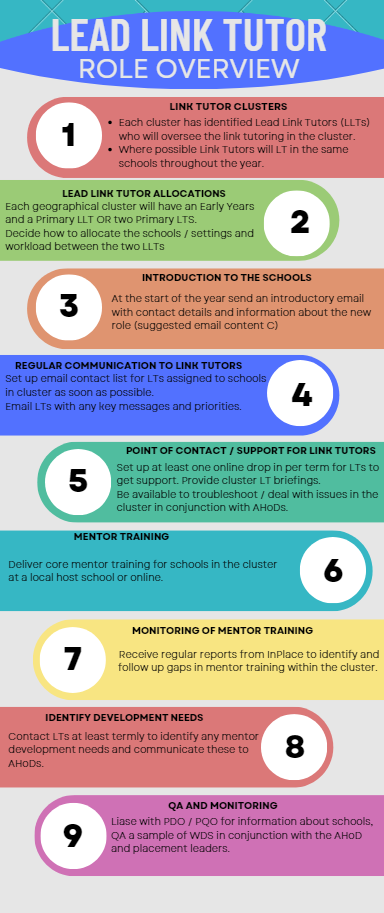 LEAD LINK TUTOR
ROLE OVERVIEW
LINK TUTOR CLUSTERS
1
• Each cluster has identified Lead Link Tutors (LLTs)
who will oversee the link tutoring in the cluster.
• Where possible Link Tutors will LT in the same
schools throughout the year.
LEAD LINK TUTOR ALLOCATIONS
Each geographical cluster will have an Early Years
and a Primary LLT OR two Primary LTS.
Decide how to allocate the schools / settings and
workload between the two LLTs
2
INTRODUCTION TO THE SCHOOLS
3
At the start of the year send an introductory email
with contact details and information about the new
role (suggested email content C)
REGULAR COMMUNICATION TO LINK TUTORS
Set up email contact list for LTs assigned to schools
in cluster as soon as possible.
Email LTs with any key messages and priorities.
4
POINT OF CONTACT / SUPPORT FOR LINK TUTORS
5
Set up at least one online drop in per term for LTs to
get support. Provide cluster LT briefings.
Be available to troubleshoot / deal with issues in the
cluster in conjunction with AHoDs.
MENTOR TRAINING
Deliver core mentor training for schools in the cluster
at a local host school or online.
6
MONITORING OF MENTOR TRAINING
7
Receive regular reports from InPlace to identify and
follow up gaps in mentor training within the cluster.
IDENTIFY DEVELOPMENT NEEDS
Contact LTs at least termly to identify any mentor
development needs and communicate these to
AHoDs.
8
QA AND MONITORING
9
Liase with PDO / PQO for information about schools,
QA a sample of WDS in conjunction with the AHoD
and placement leaders.